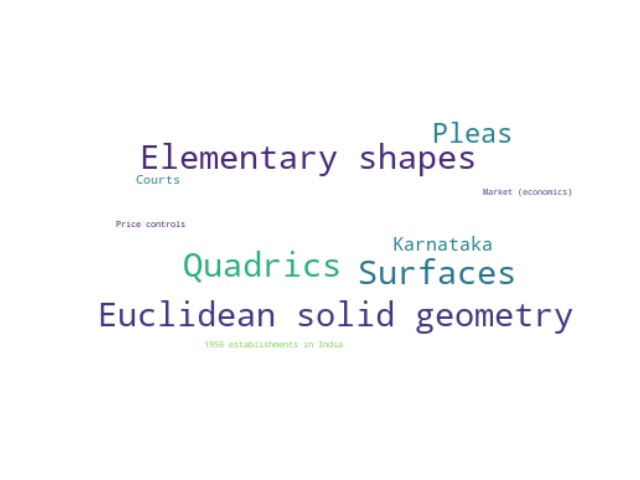 Pleas
Elementary shapes
Courts
Market (economics)
Price controls
Karnataka
Quadrics
Surfaces
Euclidean solid geometry
1956 establishments in India